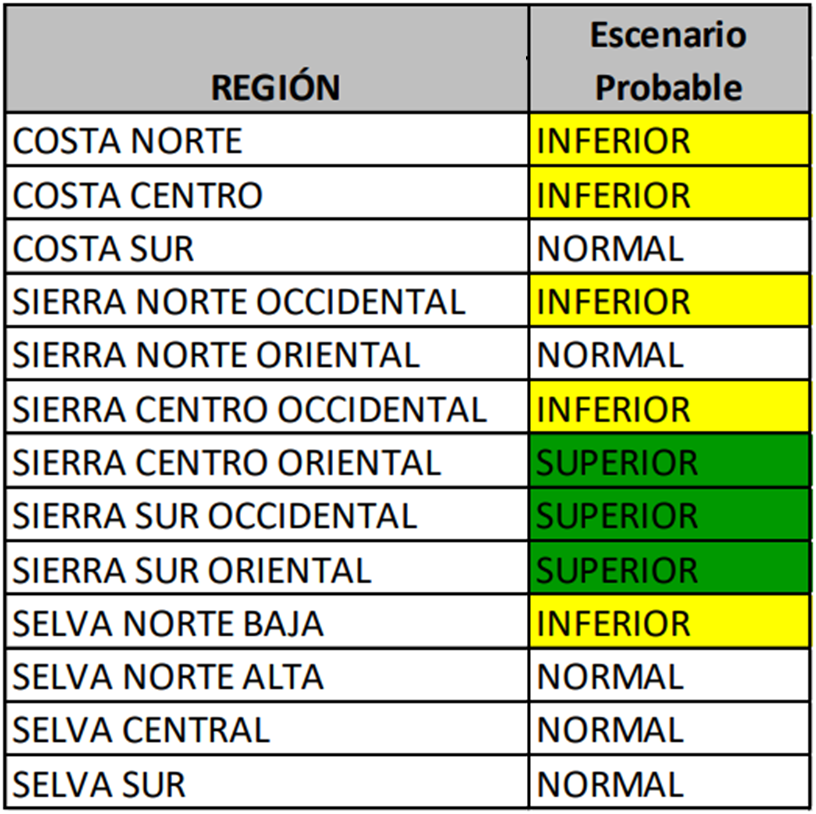 REGIÓN Escenario
Probable
COSTA NORTE INFERIOR
COSTA CENTRO INFERIOR
COSTA SUR NORMAL
SIERRA NORTE OCCIDENTAL INFERIOR
SIERRA NORTE ORIENTAL NORMAL
SIERRA CENTRO OCCIDENTAL INFERIOR
SIERRA CENTRO ORIENTAL SUPERIOR
SIERRA SUR OCCIDENTAL SUPERIOR
SIERRA SUR ORIENTAL SUPERIOR
SELVA NORTE BAJA INFERIOR
SELVA NORTE ALTA NORMAL
SELVA CENTRAL NORMAL
SELVA SUR NORMAL